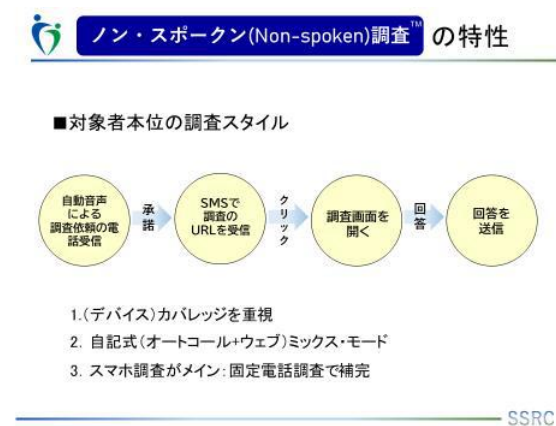 ノン・スポークン(Non-spoken)調査™ の特性
■対象者本位の調査スタイル
自動音声
による
調査依頼の電
話受信
承諾
SMSで
調査の
URLを受信
クリック
調査画面を
開く
回答
回答を
送信
1.(デバイス)カバレッジを重視
2. 自記式(オートコール+ウェブ)ミックス・モード
3. スマホ調査がメイン:固定電話調査で補完
SSRC